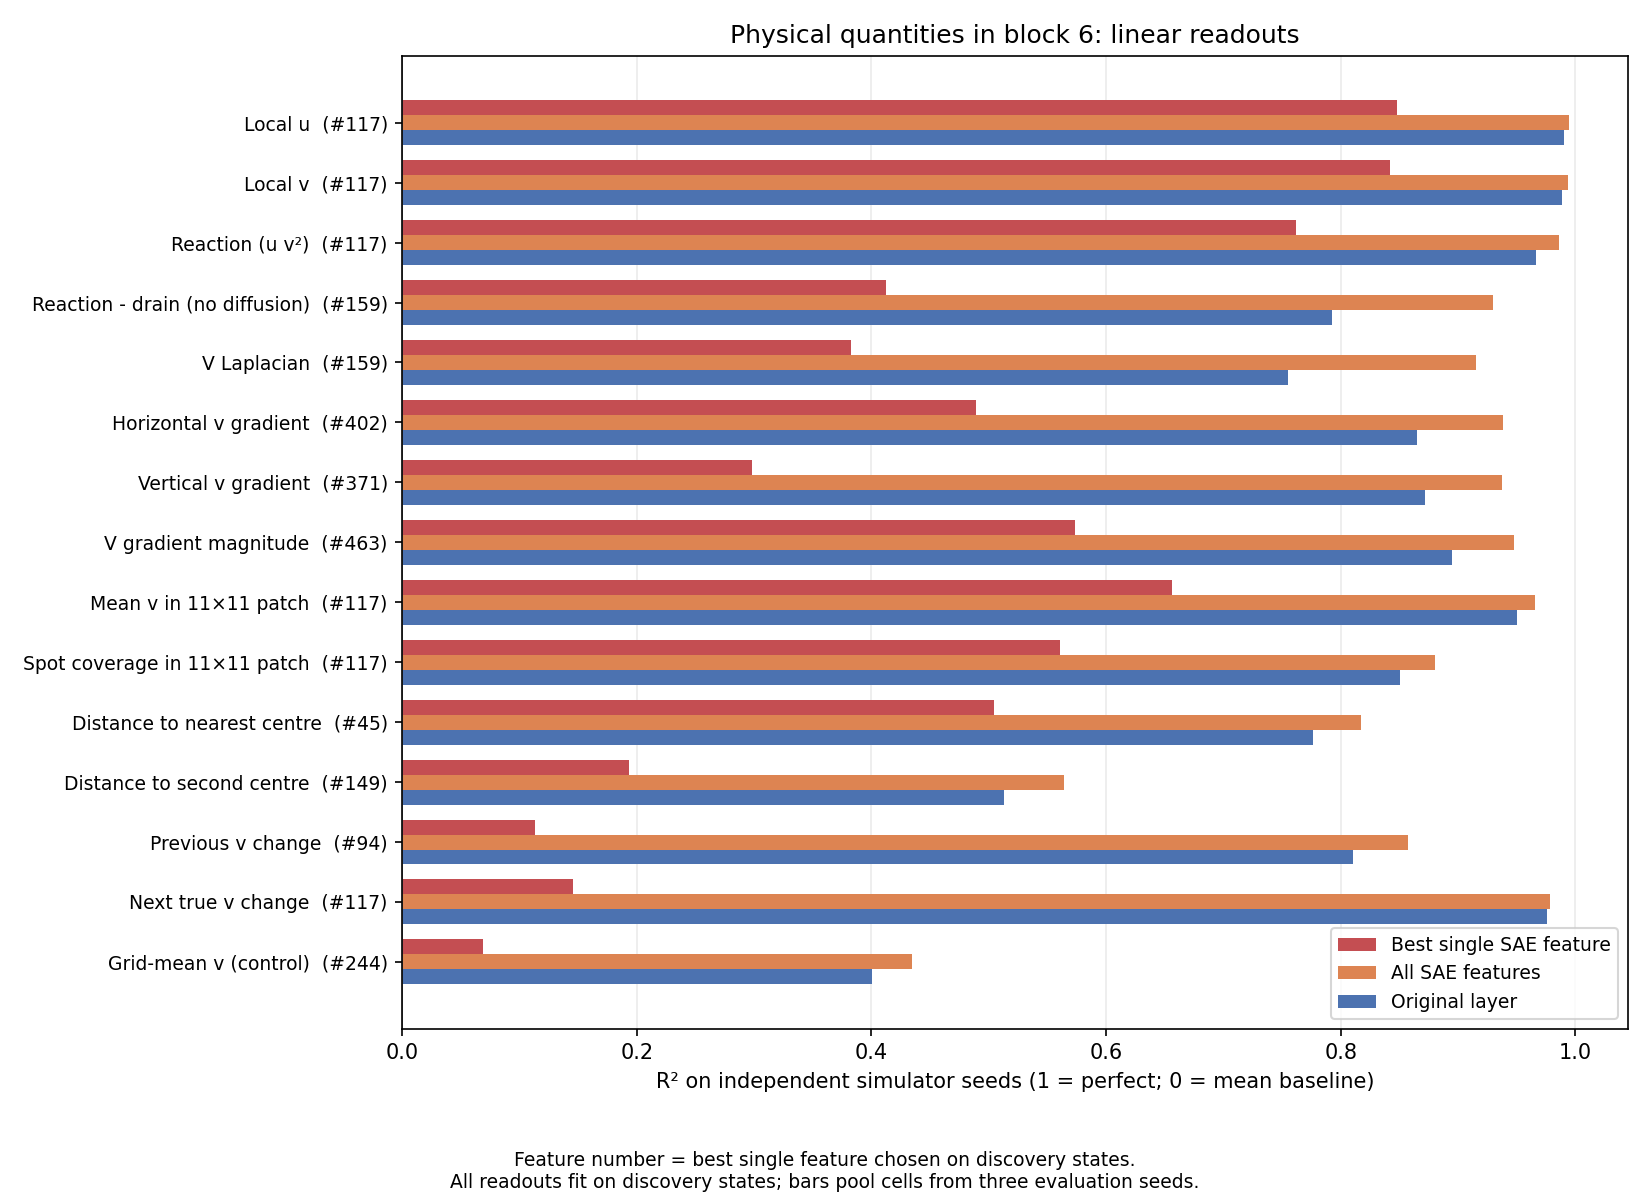 Physical quantities in block 6: linear readouts
Local u (#117)
Local v (#117)
Reaction (u v²) (#117)
Reaction - drain (no diffusion) (#159)
V Laplacian (#159)
Horizontal v gradient (#402)
Vertical v gradient (#371)
V gradient magnitude (#463)
Mean v in 11×11 patch (#117)
Spot coverage in 11×11 patch (#117)
Distance to nearest centre (#45)
Distance to second centre (#149)
Previous v change (#94)
Next true v change (#117)
Grid-mean v (control) (#244)
Best single SAE feature
All SAE features
Original layer
0.0 0.2 0.4 0.6 0.8 1.0
R² on independent simulator seeds (1 = perfect; 0 = mean baseline)
Feature number = best single feature chosen on discovery states.
All readouts fit on discovery states; bars pool cells from three evaluation seeds.